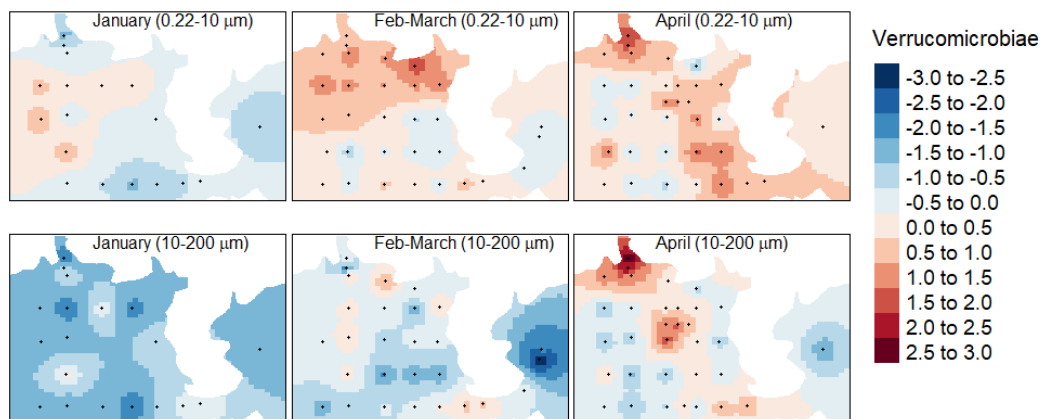 January (0.22-10 μm)
Feb-March (0.22-10 μm)
April (0.22-10 μm)
January (10-200 μm)
Feb-March (10-200 μm)
April (10-200 μm)
Verrucomicrobiae
-3.0 to -2.5
-2.5 to -2.0
-2.0 to -1.5
-1.5 to -1.0
-1.0 to -0.5
-0.5 to 0.0
0.0 to 0.5
0.5 to 1.0
1.0 to 1.5
1.5 to 2.0
2.0 to 2.5
2.5 to 3.0